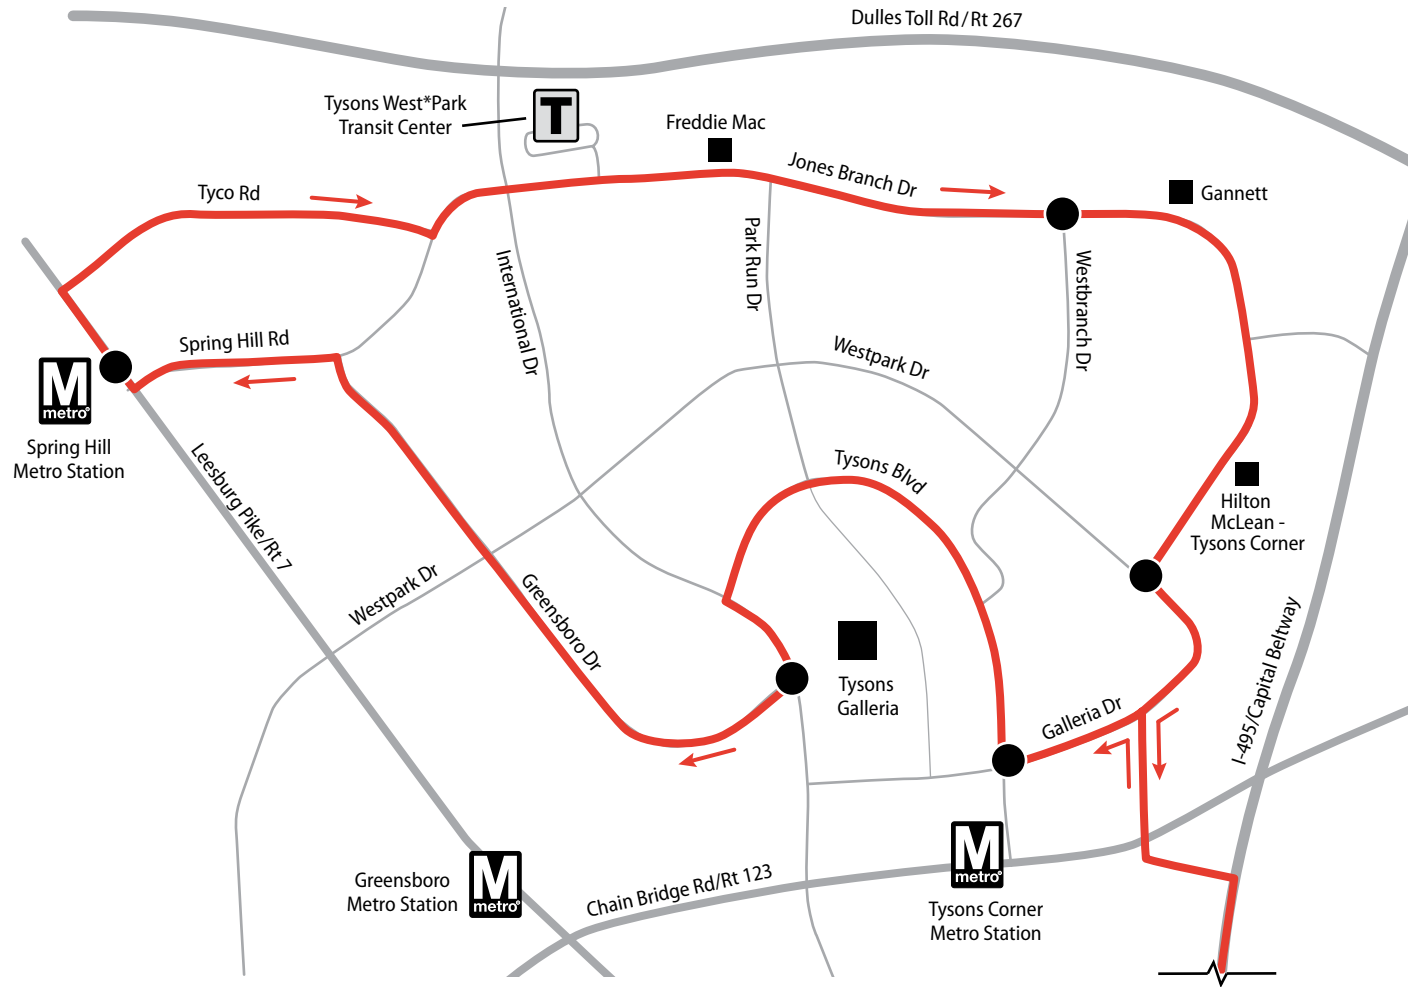 Dulles Toll Rd/Rt 267
Tysons West*Park
Transit Center
T
Freddie Mac
Jones Branch Dr
Gannett
Tyco Rd
International Dr
Park Run Dr
Westbranch Dr
Spring Hill Rd
Westpark Dr
M
metro®
Spring Hill
Metro Station
Leesburg Pike/Rt 7
Tysons Blvd
Hilton
McLean -
Tysons Corner
Westpark Dr
Greensboro Dr
Tysons
Galleria
Galleria Dr
I-495/Capital Beltway
Greensboro
Metro Station
M
metro®
Chain Bridge Rd/Rt 123
M
metro®
Tysons Corner
Metro Station